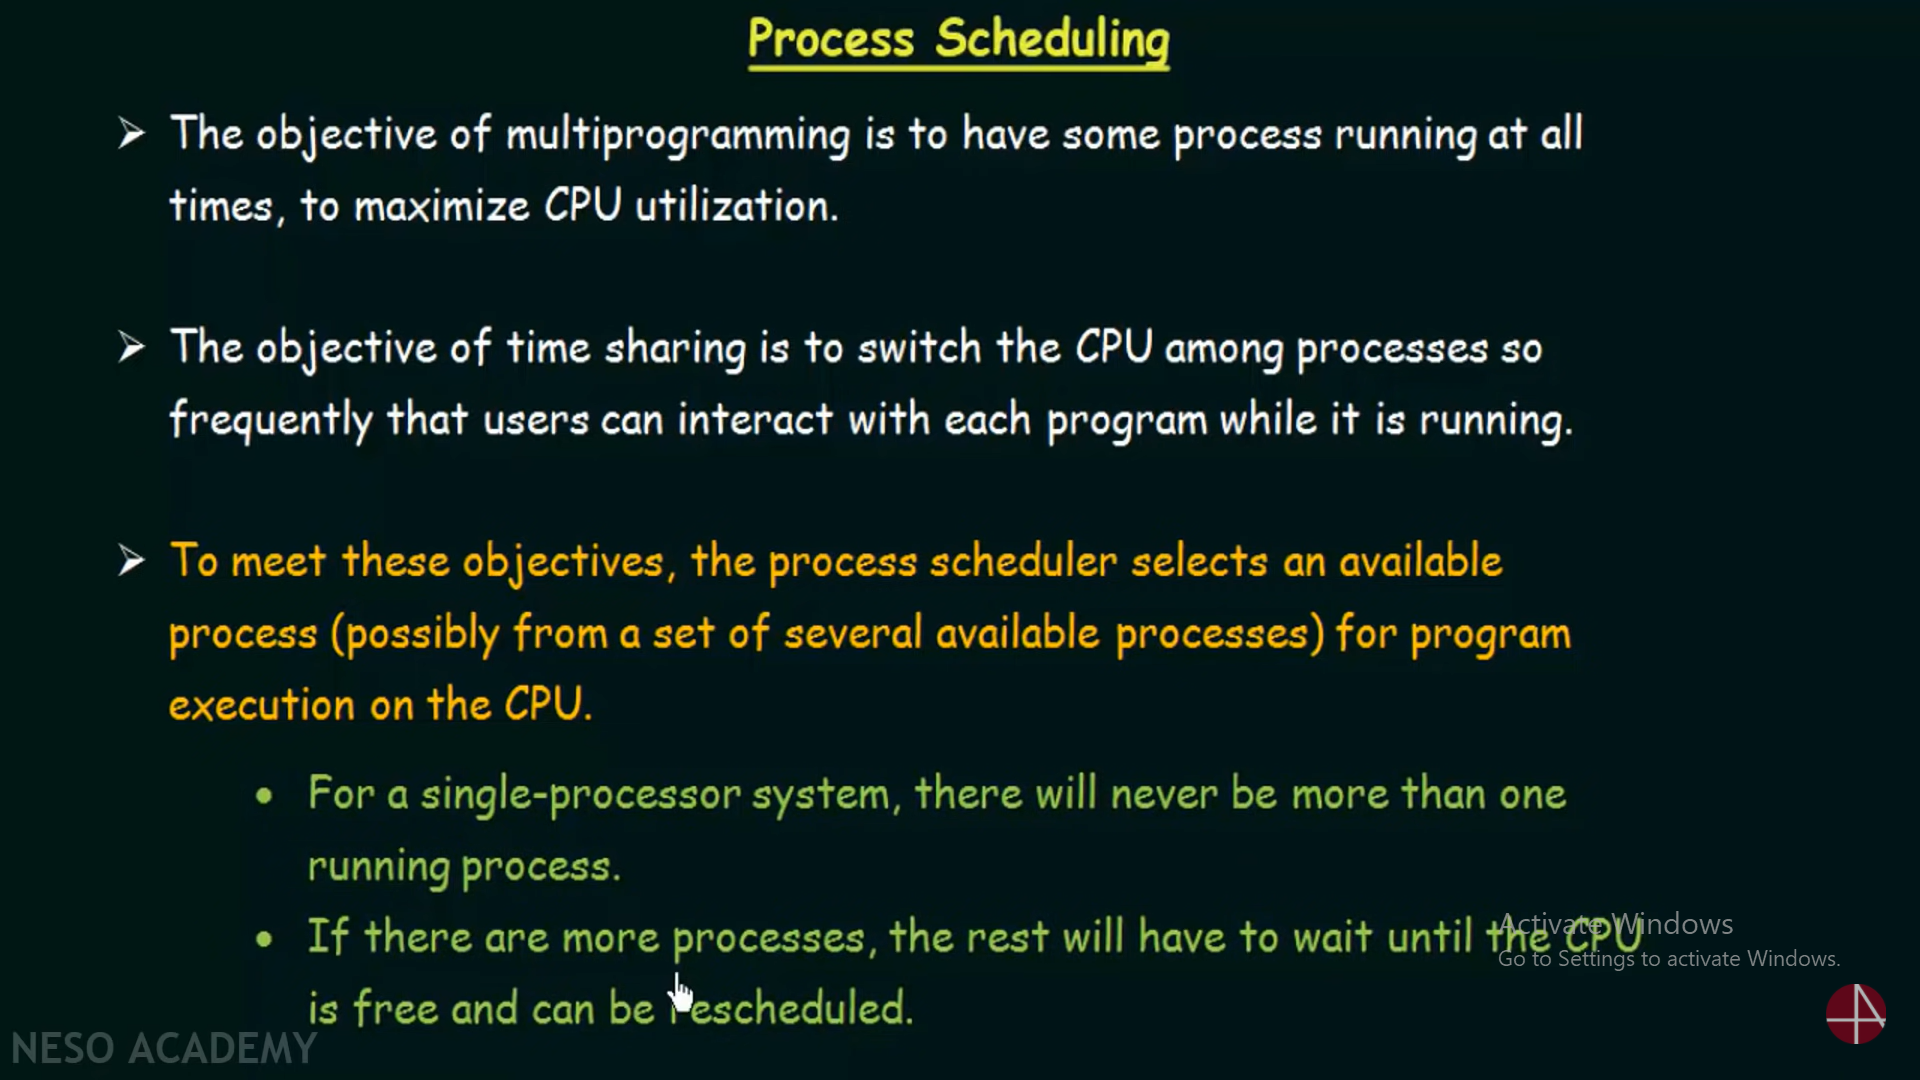 Process Scheduling
The objective of multiprogramming is to have some process running at all
times, to maximize CPU utilization.
The objective of time sharing is to switch the CPU among processes so
frequently that users can interact with each program while it is running.
To meet these objectives, the process scheduler selects an available
process (possibly from a set of several available processes) for program
execution on the CPU.
For a single-processor system, there will never be more than one
running process.
If there are more processes, the rest will have to wait until the CPU
is free and can be rescheduled.
Activate Windows
Go to Settings to activate Windows.
NESO ACADEMY